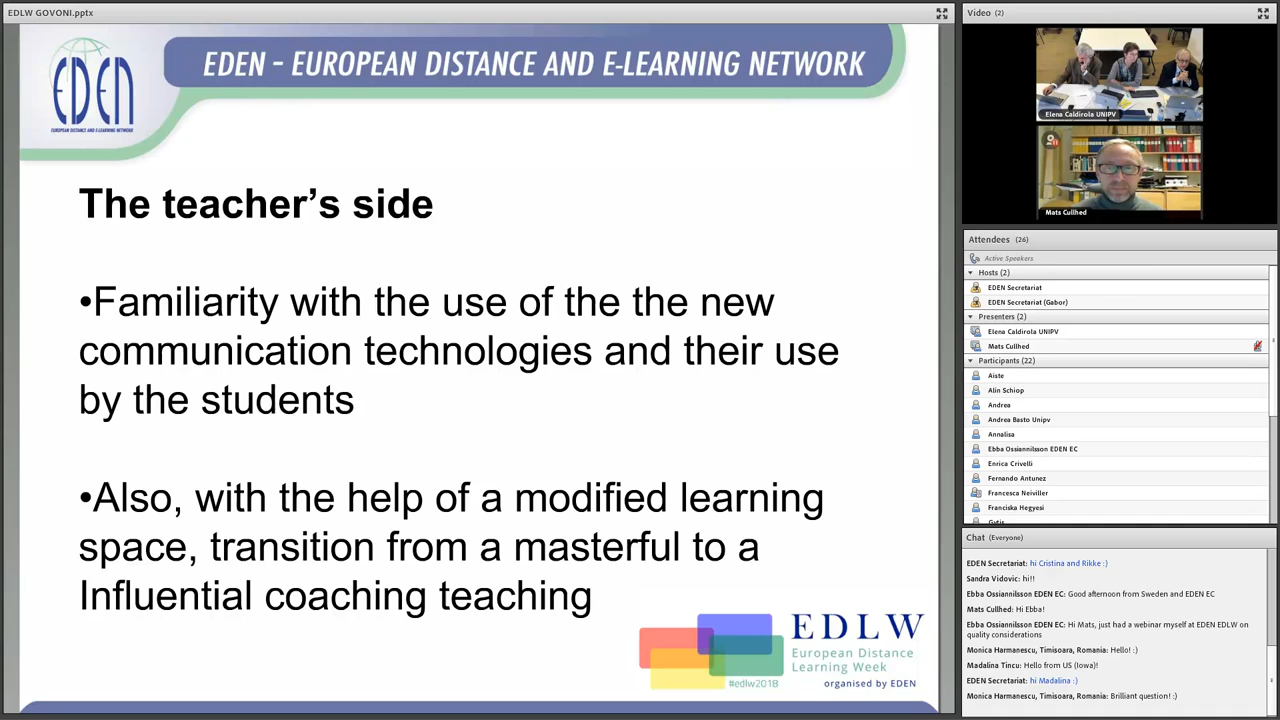 EDLW GOVONI.pptx
EDEN
EUROPEAN DISTANCE AND E-LEARNING NETWORK
EDEN - EUROPEAN DISTANCE AND E-LEARNING NETWORK
The teacher’s side
•Familiarity with the use of the the new
communication technologies and their use
by the students
•Also, with the help of a modified learning
space, transition from a masterful to a
Influential coaching teaching
EDLW
European Distance
Learning Week
#edlw2018
organised by EDEN
Video (2)
Elena Caldirola UNIPV
Mats Cullhed
Attendees (26)
Active Speakers
Hosts (2)
EDEN Secretariat
EDEN Secretariat (Gabor)
Presenters (2)
Elena Caldirola UNIPV
Mats Cullhed
Participants (22)
Aiste
Alin Schiop
Andrea
Andrea Basto Unipv
Annalisa
Ebba Ossiannilsson EDEN EC
Enrica Crivelli
Fernando Antunez
Francesca Neiviller
Franciska Hegyesi
Gytis
Chat (Everyone)
EDEN Secretariat: hi Cristina and Rikke :)
Sandra Vidovic: hi!!
Ebba Ossiannilsson EDEN EC: Good afternoon from Sweden and EDEN EC
Mats Cullhed: Hi Ebba!
Ebba Ossiannilsson EDEN EC: Hi Mats, just had a webinar myself at EDEN EDLW on
quality considerations
Monica Harmanescu, Timisoara, Romania: Hello! :)
Madalina Tincu: Hello from US (Iowa)!
EDEN Secretariat: hi Madalina :)
Monica Harmanescu, Timisoara, Romania: Brilliant question! :)